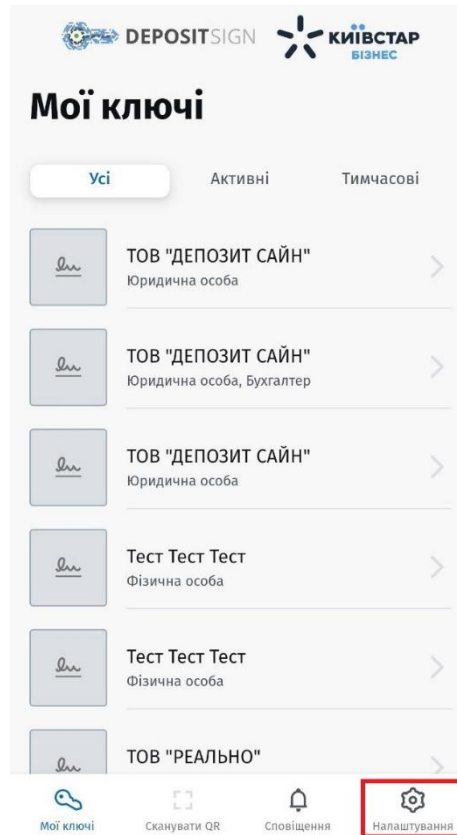 DEPOSITSIGN
КИЇВСТАР
БІЗНЕС
Мої ключі
Усі Активні Тимчасові
ТОВ "ДЕПОЗИТ САЙН"
Юридична особа
ТОВ "ДЕПОЗИТ САЙН"
Юридична особа, Бухгалтер
ТОВ "ДЕПОЗИТ САЙН"
Юридична особа
Тест Тест Тест
Фізична особа
Тест Тест Тест
Фізична особа
ТОВ "РЕАЛЬНО"
Мої ключі Сканувати QR Сповіщення Налаштування